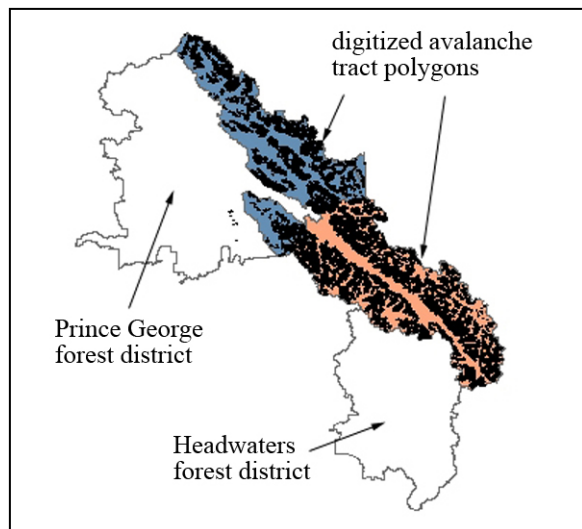 digitized avalanche
tract polygons
Prince George
forest district
Headwaters
forest district